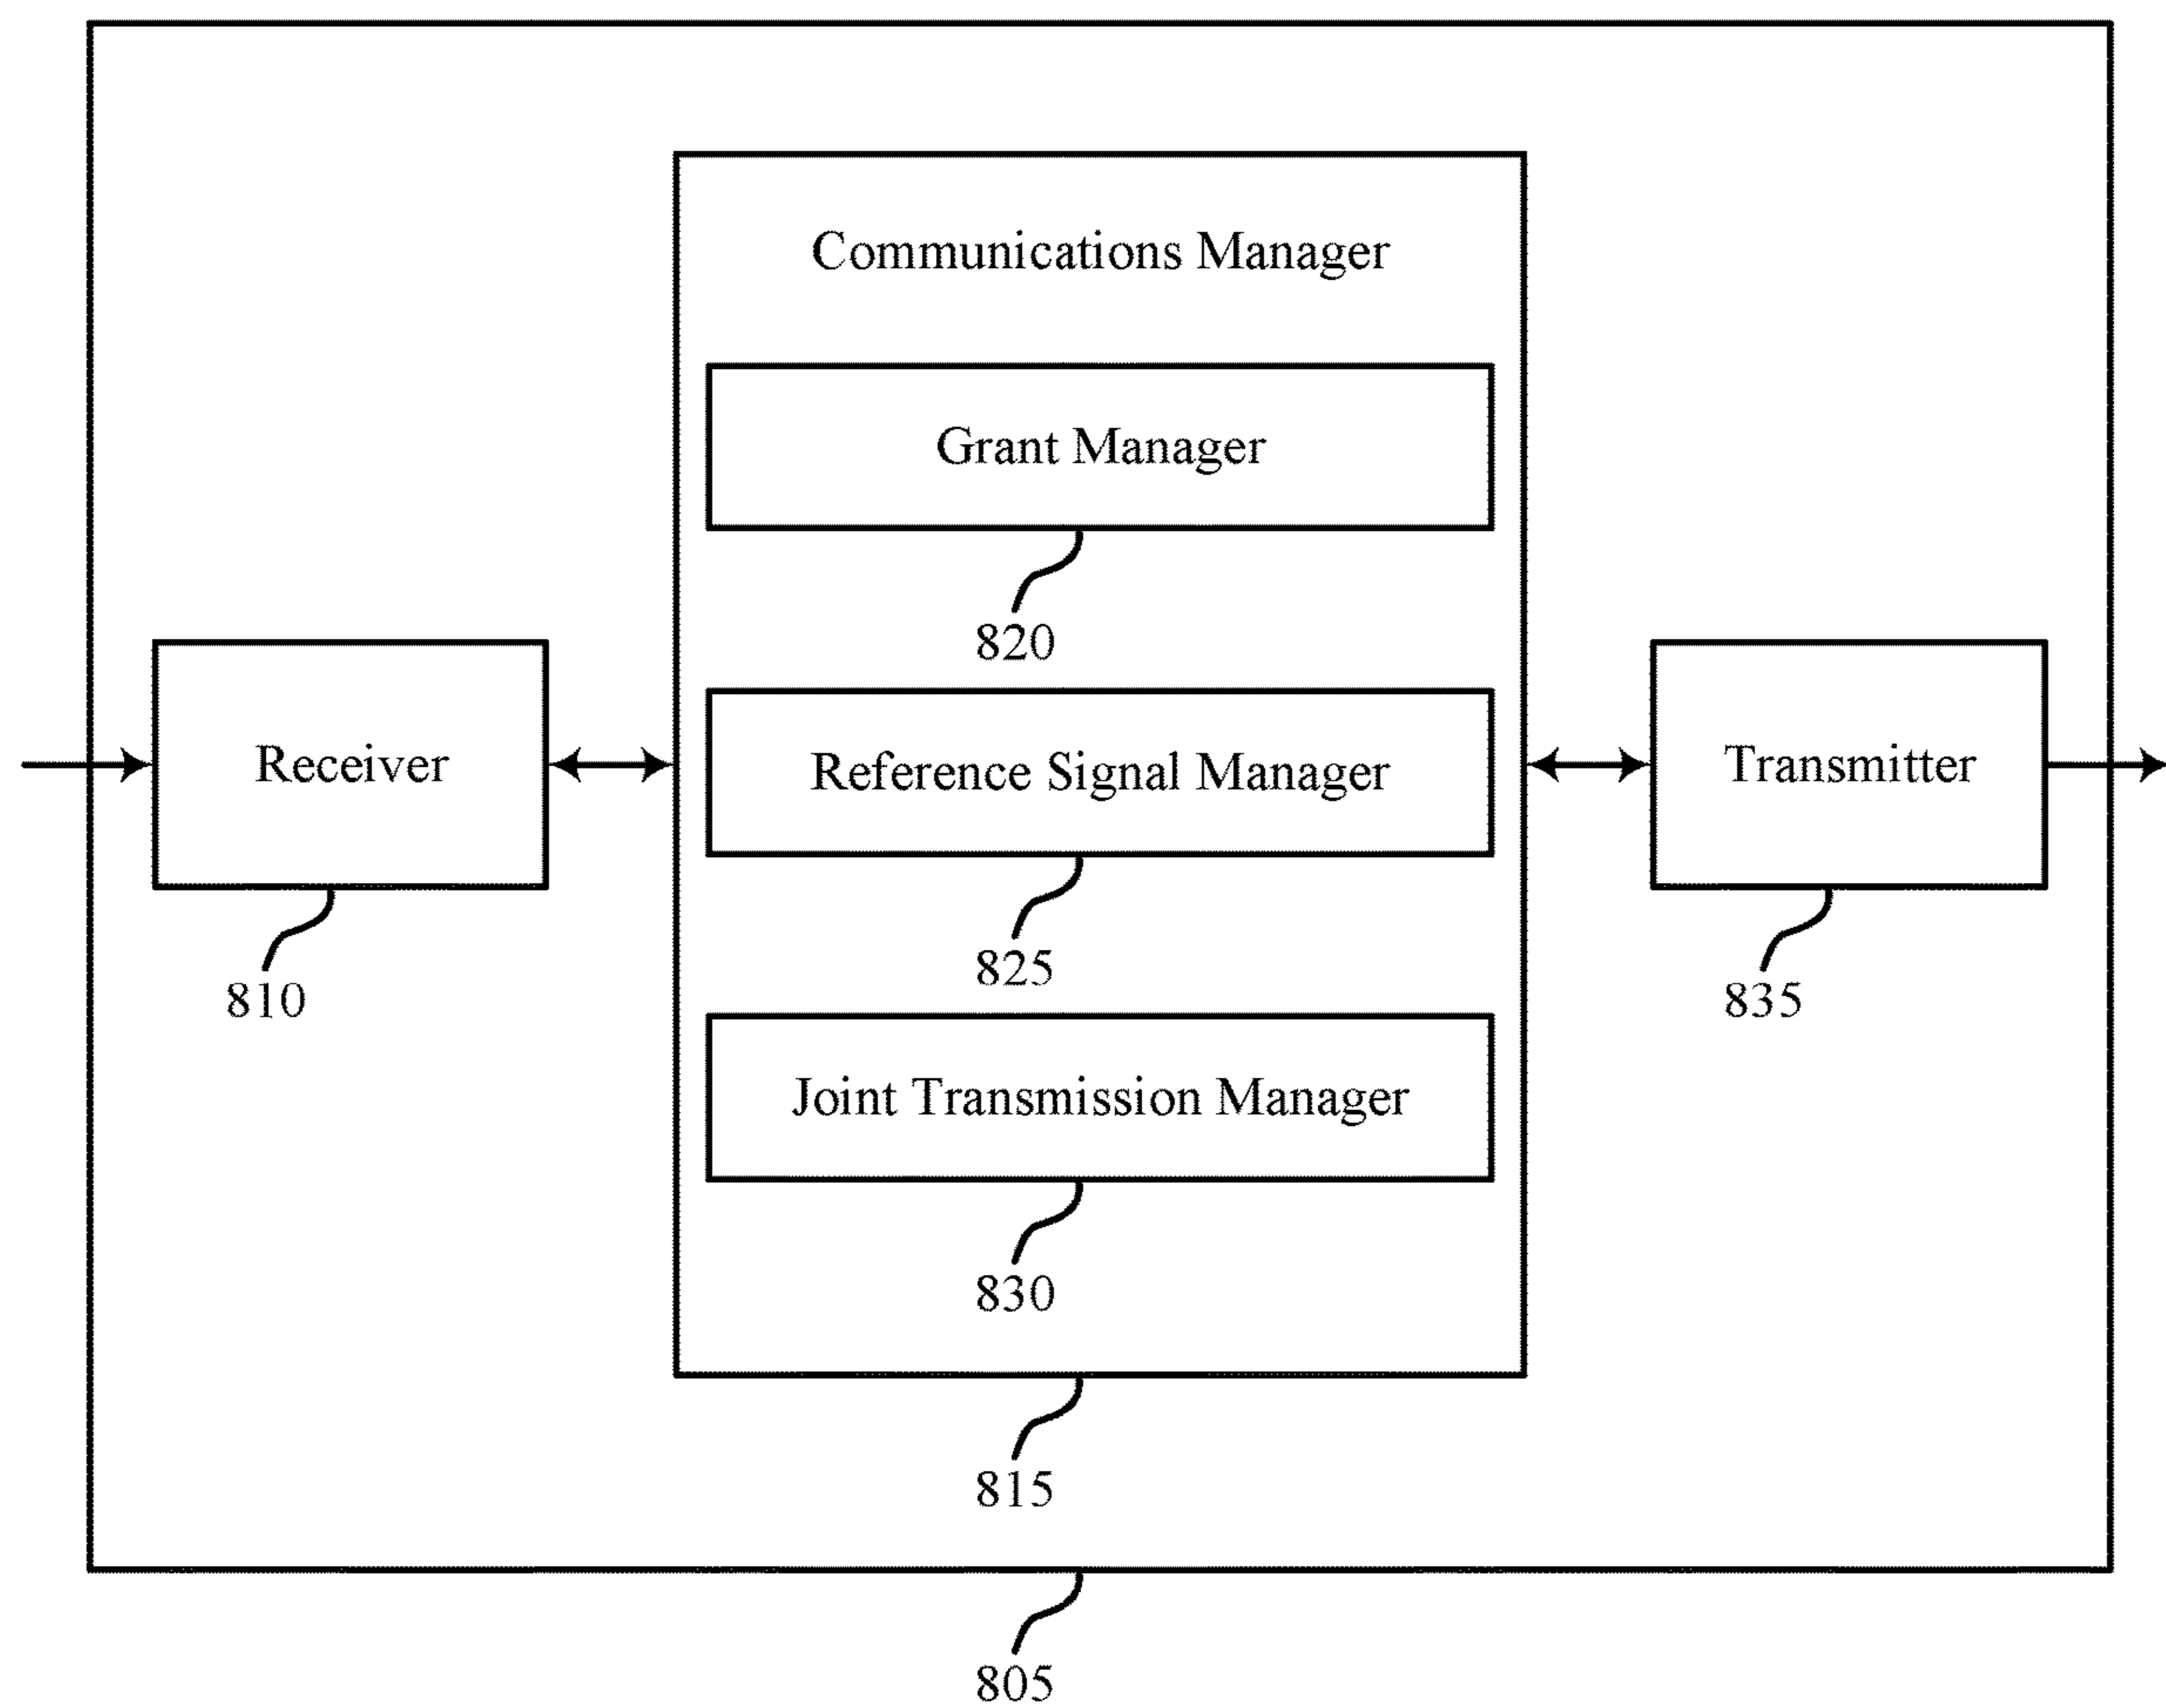 Communications Manager
Grant Manager
820
Receiver
810
Reference Signal Manager
825
Transmitter
835
Joint Transmission Manager
830
815
805